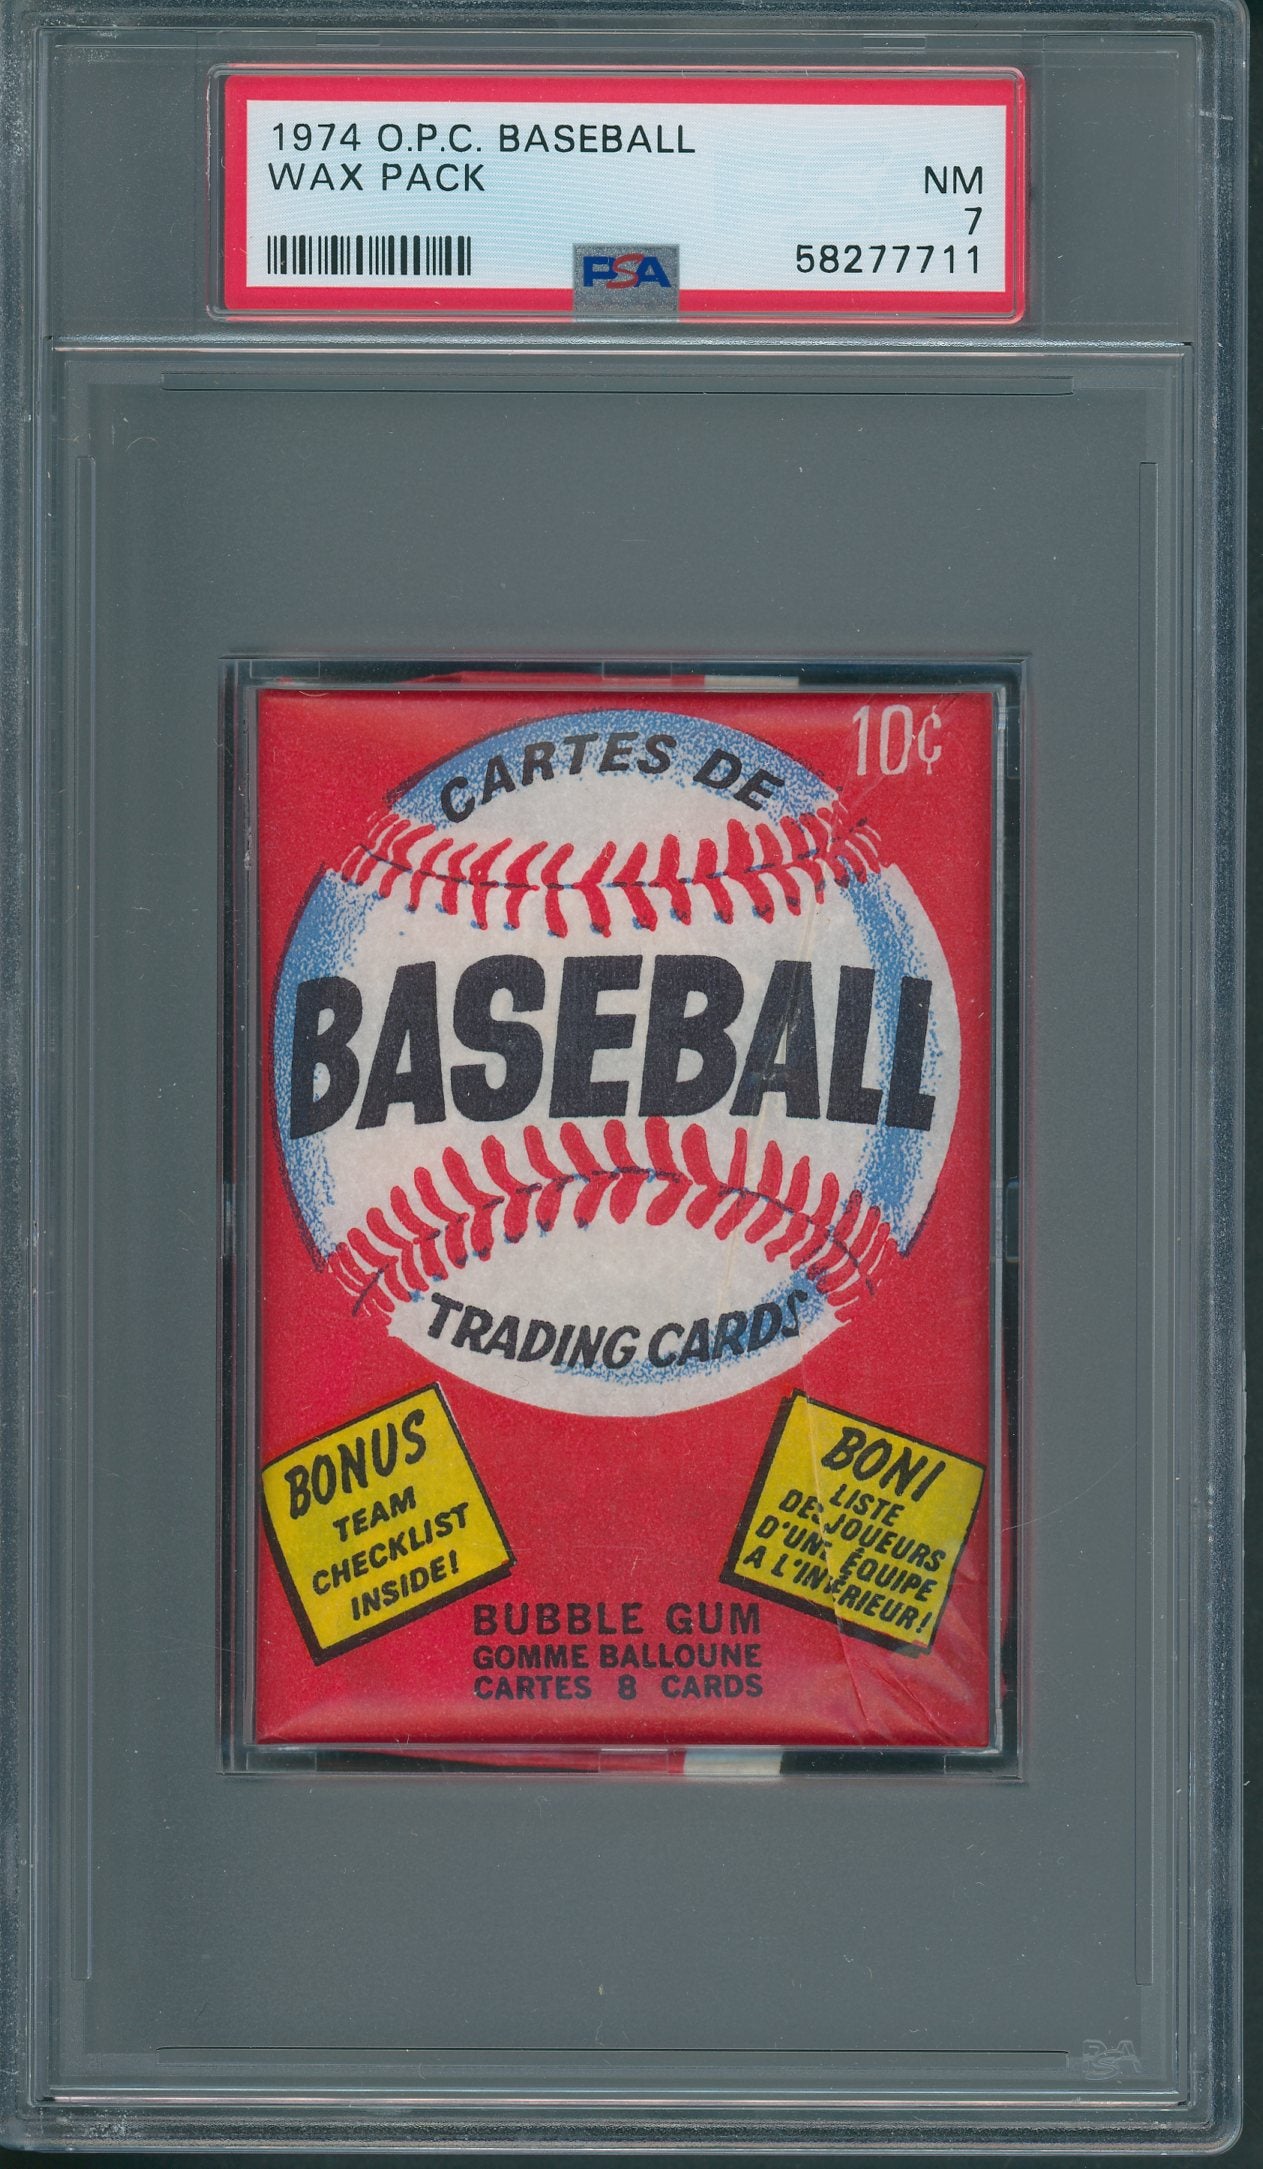 1974 O.P.C. BASEBALL
WAX PACK
NM
7
58277711
PSA
10¢
CARTES DE
BASEBALL
TRADING CARDS
BONUS
TEAM
CHECKLIST
INSIDE!
BONI
LISTE
DES JOUEURS
D'UNE ÉQUIPE
A L'INTÉRIEUR!
BUBBLE GUM
GOMME BALLOUNE
CARTES 8 CARDS
PSA